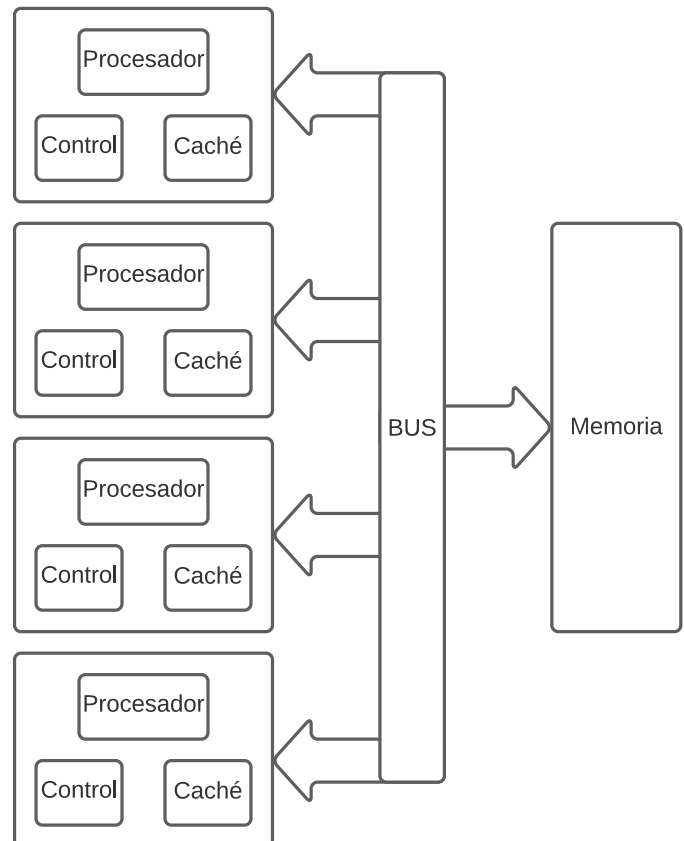 Procesador
Control
Caché
Procesador
Control
Caché
Procesador
Control
Caché
Procesador
Control
Caché
BUS
Memoria